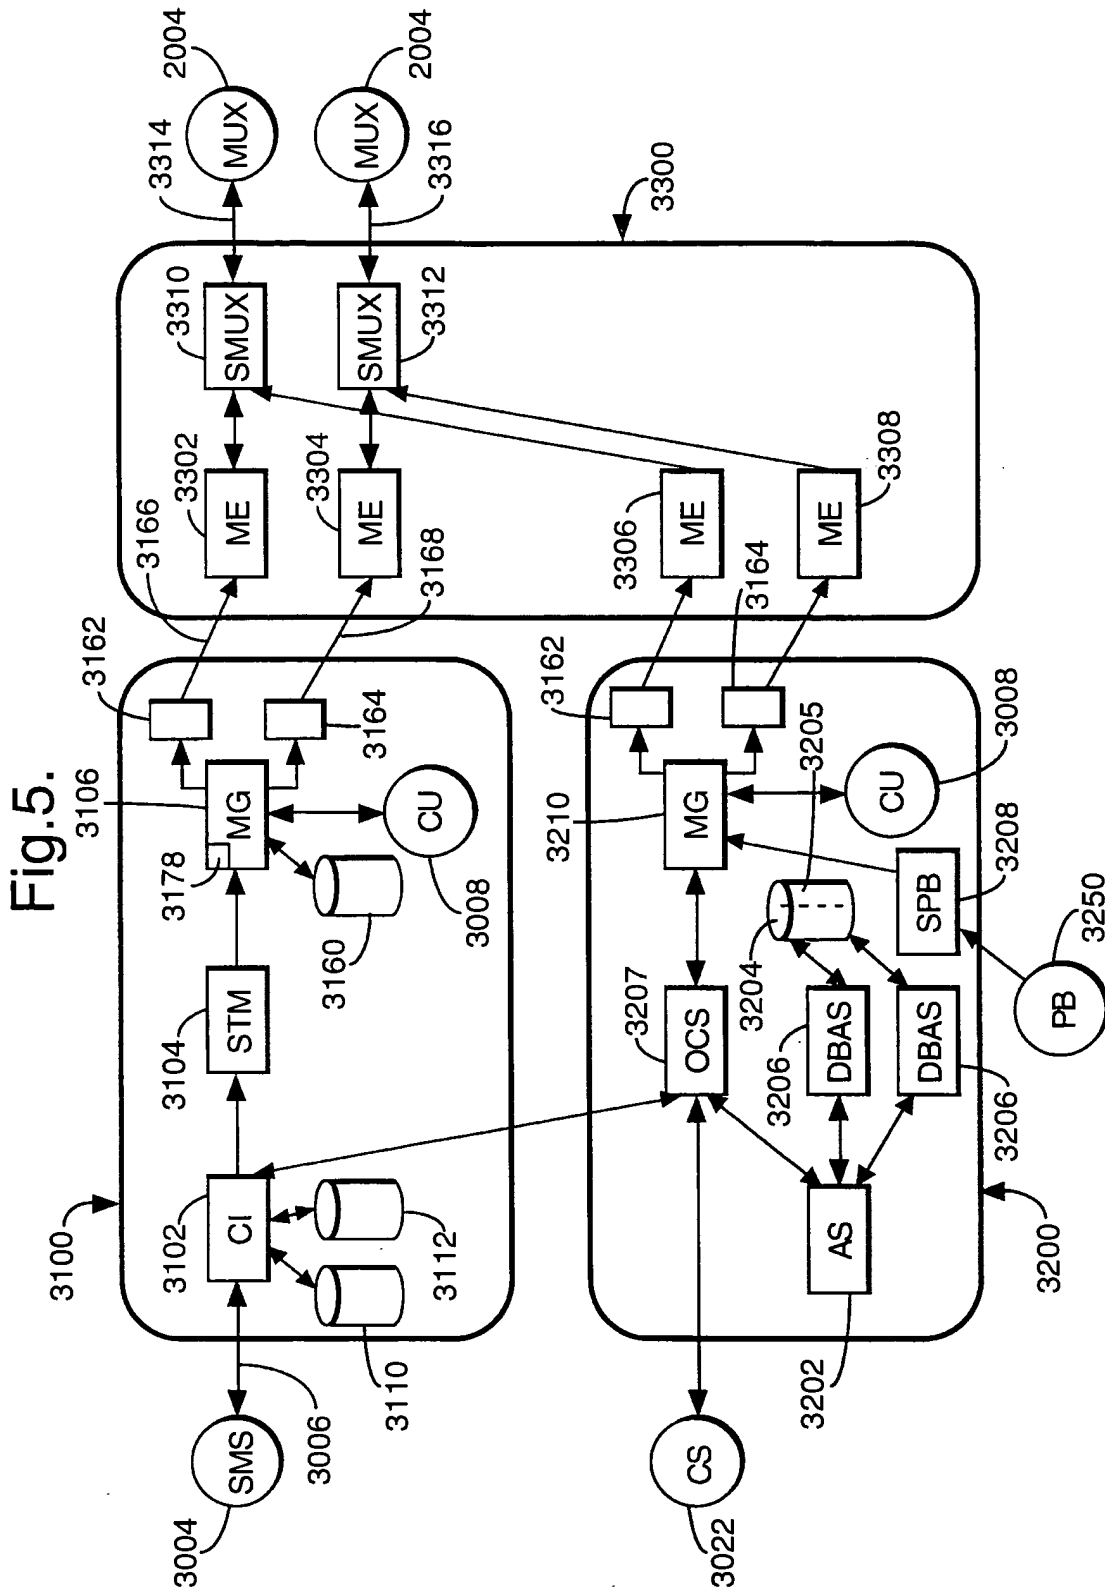 Fig.5.
3004
SMS
3006
3100
3102
CI
3110
3112
3104
STM
3178
3106
MG
3160
CU
3008
3162
3164
3166
3168
3302
ME
3304
ME
3310
SMUX
3312
SMUX
3314
3316
MUX
2004
MUX
2004
3300
3022
CS
3202
AS
3200
3207
OCS
3206
DBAS
DBAS
3206
3204
3205
3210
MG
SPB
3208
PB
3250
CU
3008
3162
3164
3306
ME
ME
3308